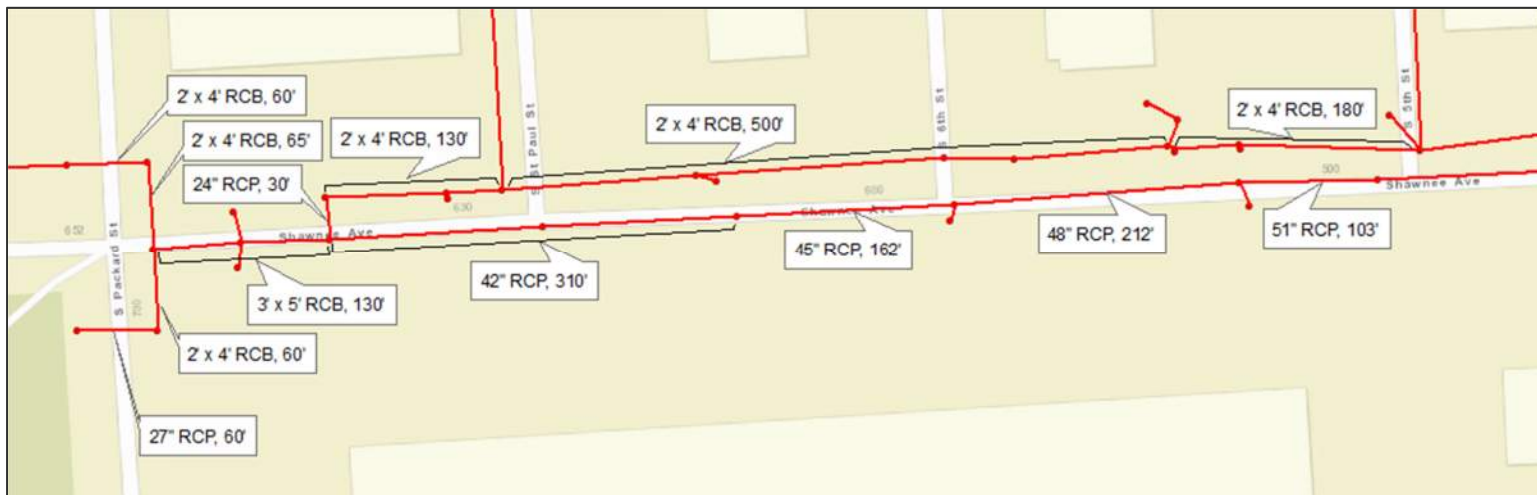 2' x 4' RCB, 60'
2' x 4' RCB, 65'
2' x 4' RCB, 130'
24" RCP, 30'
2' x 4' RCB, 500'
2' x 4' RCB, 180'
S St Paul St
S 6th St
S 5th St
652
S Packard St
700
630
600
500
Shawnee Ave
Shawnee Ave
Shawnee Ave
3' x 5' RCB, 130'
42" RCP, 310'
45" RCP, 162'
48" RCP, 212'
51" RCP, 103'
2' x 4' RCB, 60'
27" RCP, 60'